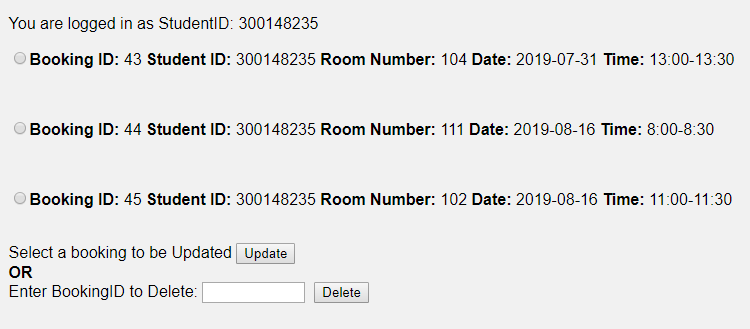 You are logged in as StudentID: 300148235
Booking ID: 43 Student ID: 300148235 Room Number: 104 Date: 2019-07-31 Time: 13:00-13:30
Booking ID: 44 Student ID: 300148235 Room Number: 111 Date: 2019-08-16 Time: 8:00-8:30
Booking ID: 45 Student ID: 300148235 Room Number: 102 Date: 2019-08-16 Time: 11:00-11:30
Select a booking to be Updated Update
OR
Enter BookingID to Delete: Delete